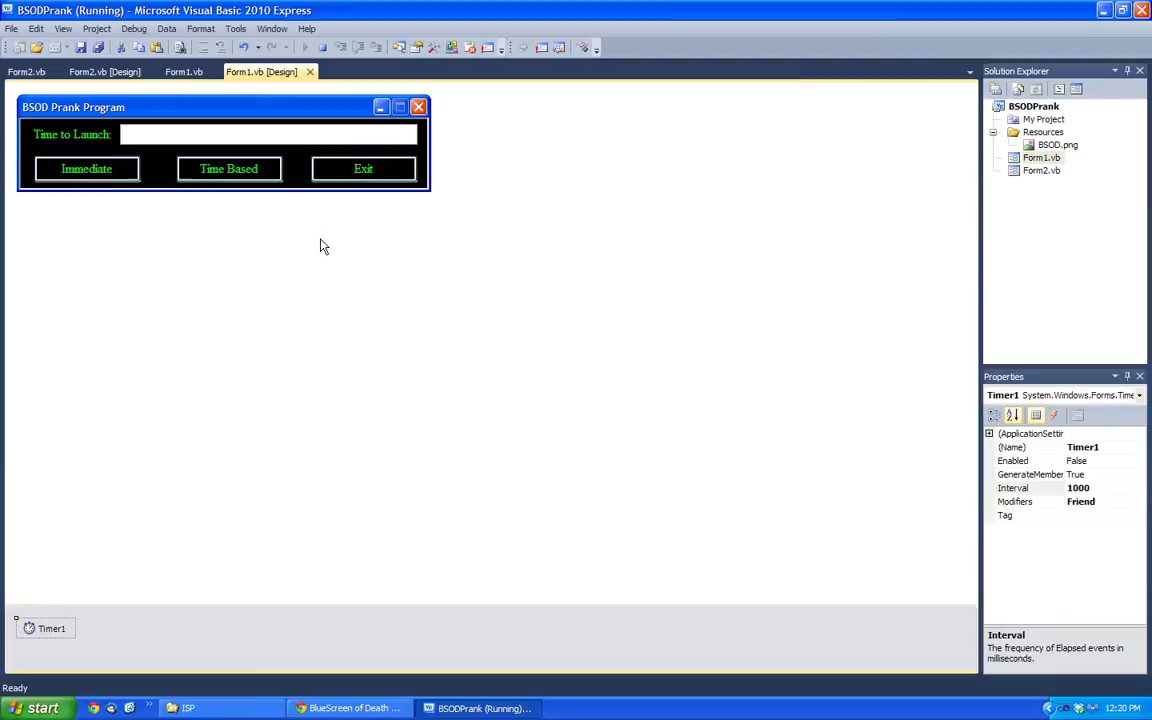 BSODPrank (Running) - Microsoft Visual Basic 2010 Express
File Edit View Project Debug Data Format Tools Window Help
Form2.vb Form2.vb [Design] Form1.vb Form1.vb [Design]
BSOD Prank Program
Time to Launch:
Immediate Time Based Exit
Timer1
Solution Explorer
BSODPrank
My Project
Resources
BSOD.png
Form1.vb
Form2.vb
Properties
Timer1 System.Windows.Forms.Time
(ApplicationSettir
(Name) Timer1
Enabled False
GenerateMember True
Interval 1000
Modifiers Friend
Tag
Interval
The frequency of Elapsed events in
milliseconds.
Ready
start ISP BlueScreen of Death ... BSODPrank (Running)... 12:20 PM